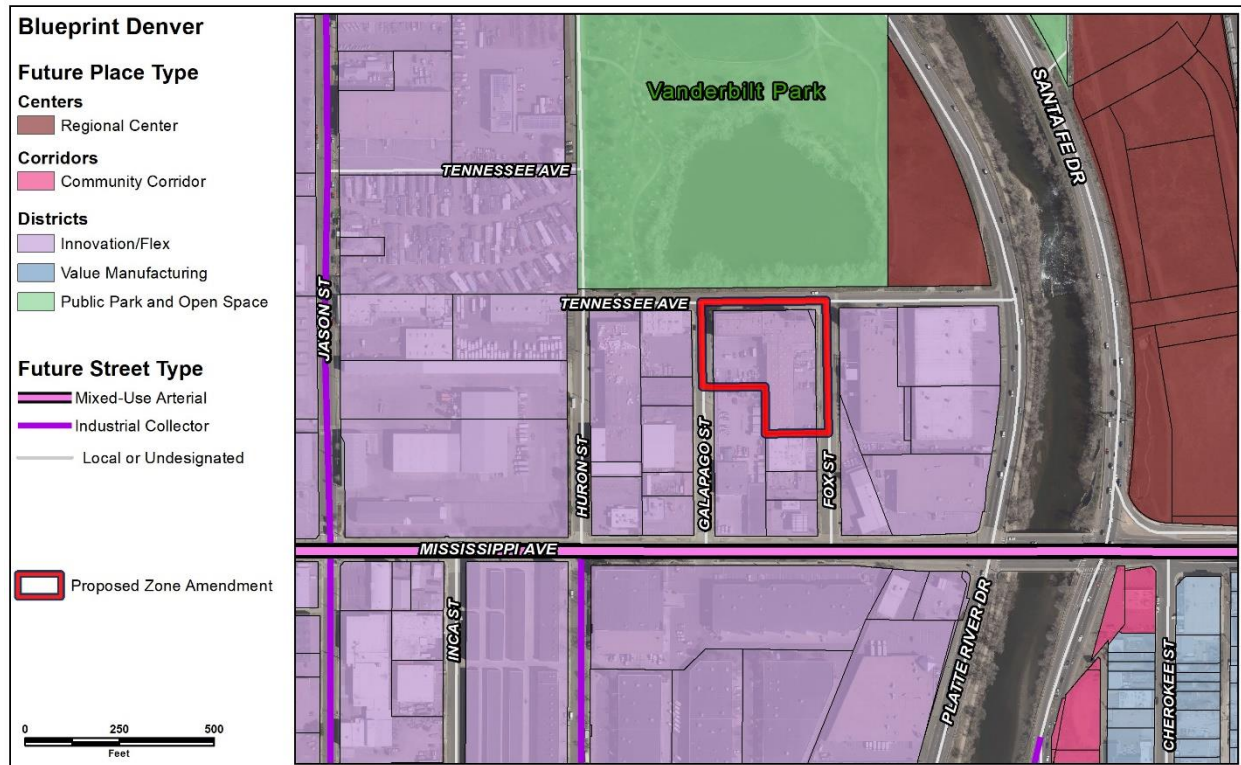 Blueprint Denver
Future Place Type
Centers
Regional Center
Corridors
Community Corridor
Districts
Innovation/Flex
Value Manufacturing
Public Park and Open Space
Future Street Type
Mixed-Use Arterial
Industrial Collector
Local or Undesignated
Proposed Zone Amendment
0 250 500
Feet
Vanderbilt Park
SANTA FE DR
TENNESSEE AVE
JASON ST
TENNESSEE AVE
HURON ST
GALAPAGO ST
FOX ST
MISSISSIPPI AVE
INCA ST
PLATTE RIVER DR
CHEROKEE ST